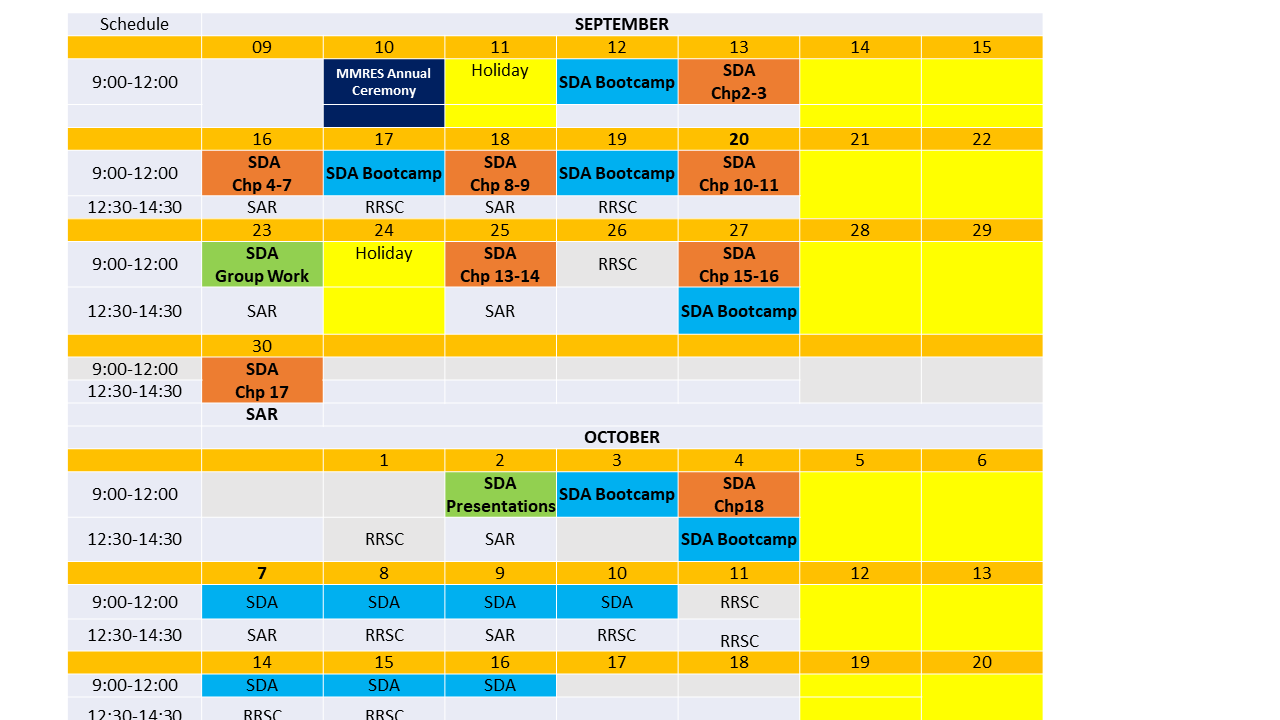 Schedule SEPTEMBER
09 10 11 12 13 14 15
9:00-12:00 MMRES Annual Ceremony Holiday SDA Bootcamp SDA Chp2-3
16 17 18 19 20 21 22
9:00-12:00 SDA Chp 4-7 SDA Bootcamp SDA Chp 8-9 SDA Bootcamp SDA Chp 10-11
12:30-14:30 SAR RRSC SAR RRSC
23 24 25 26 27 28 29
9:00-12:00 SDA Group Work Holiday SDA Chp 13-14 RRSC SDA Chp 15-16
12:30-14:30 SAR SAR SDA Bootcamp
30
9:00-12:00 SDA
12:30-14:30 Chp 17
SAR
OCTOBER
1 2 3 4 5 6
9:00-12:00 SDA Presentations SDA Bootcamp SDA Chp18
12:30-14:30 RRSC SAR SDA Bootcamp
7 8 9 10 11 12 13
9:00-12:00 SDA SDA SDA SDA RRSC
12:30-14:30 SAR RRSC SAR RRSC RRSC
14 15 16 17 18 19 20
9:00-12:00 SDA SDA SDA
12:30-14:30 RRSC RRSC